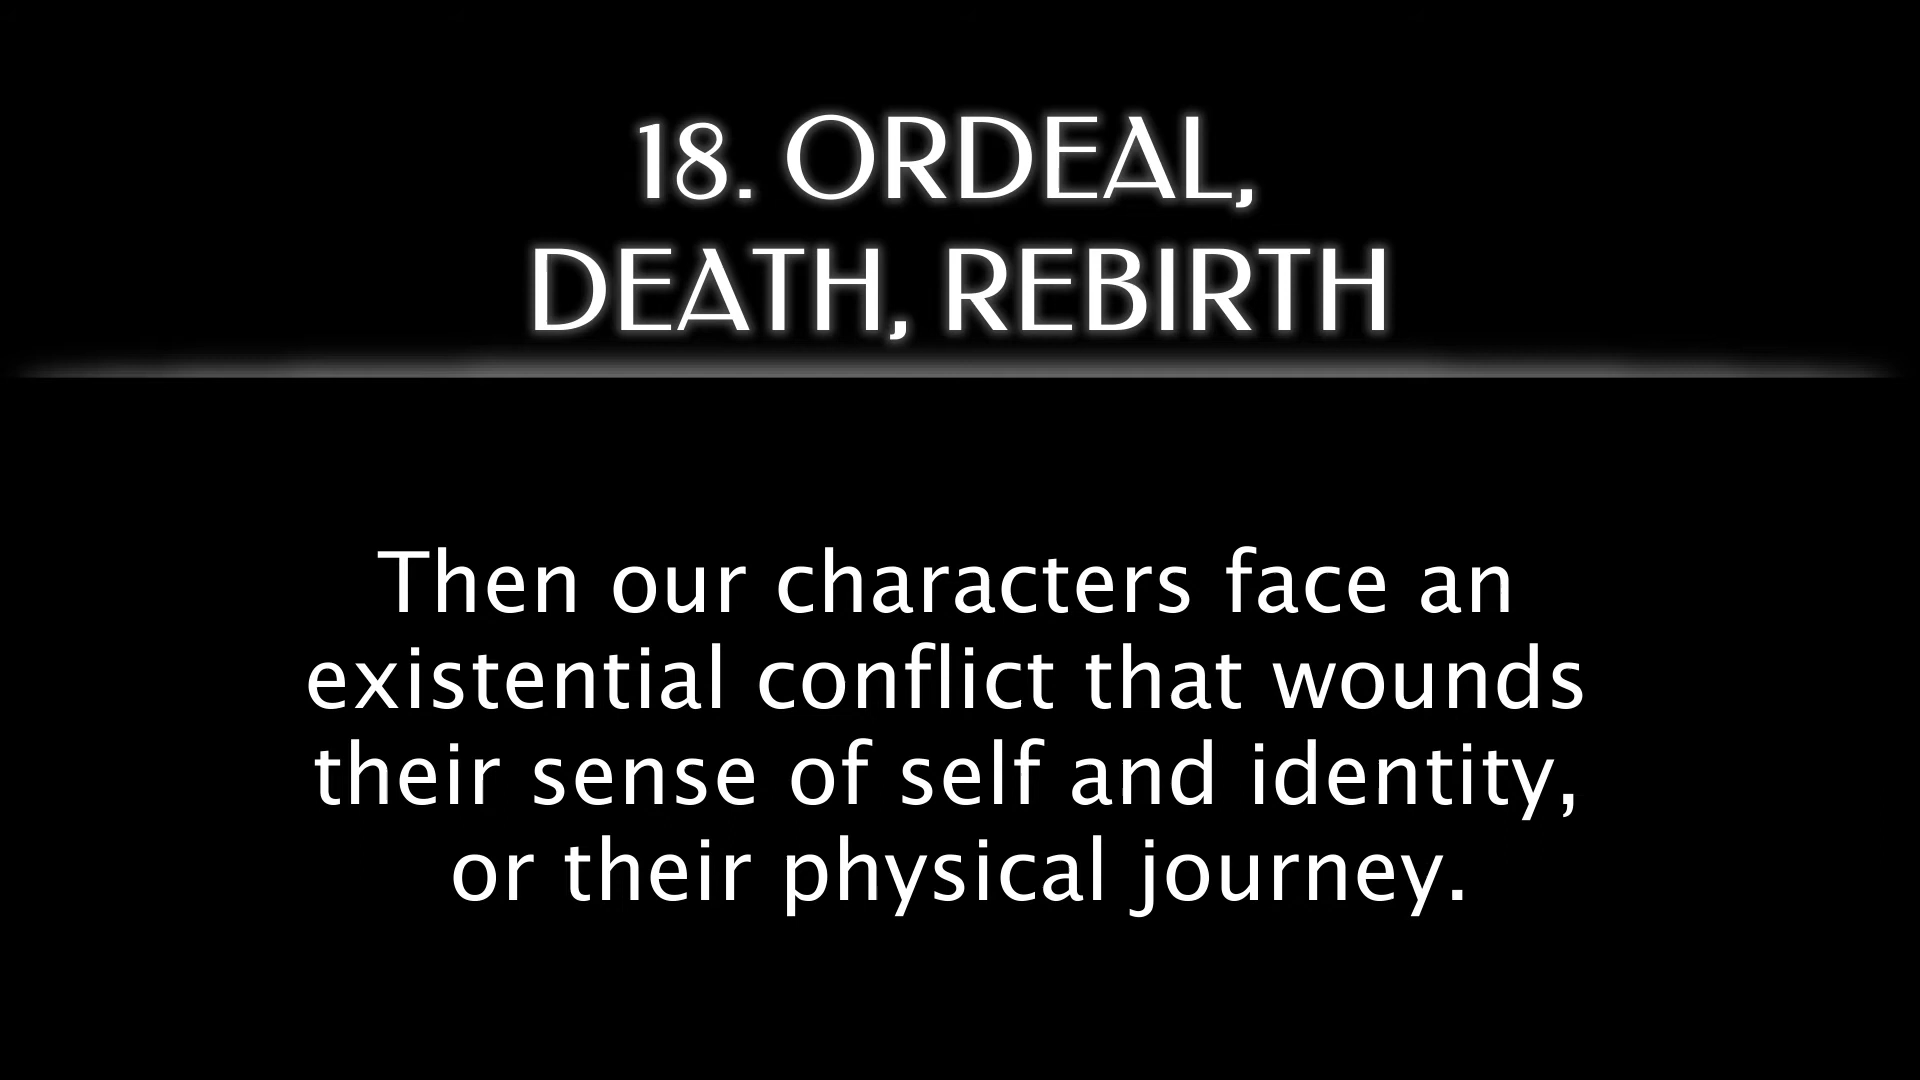 18. ORDEAL,
DEATH, REBIRTH
Then our characters face an
existential conflict that wounds
their sense of self and identity,
or their physical journey.